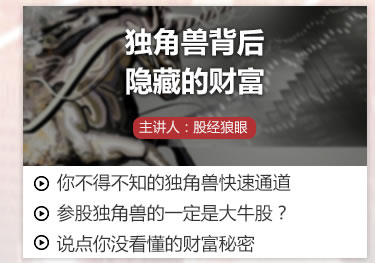 独角兽背后
隐藏的财富
主讲人：股经狼眼
你不得不知的独角兽快速通道
参股独角兽的一定是大牛股？
说点你没看懂的财富秘密